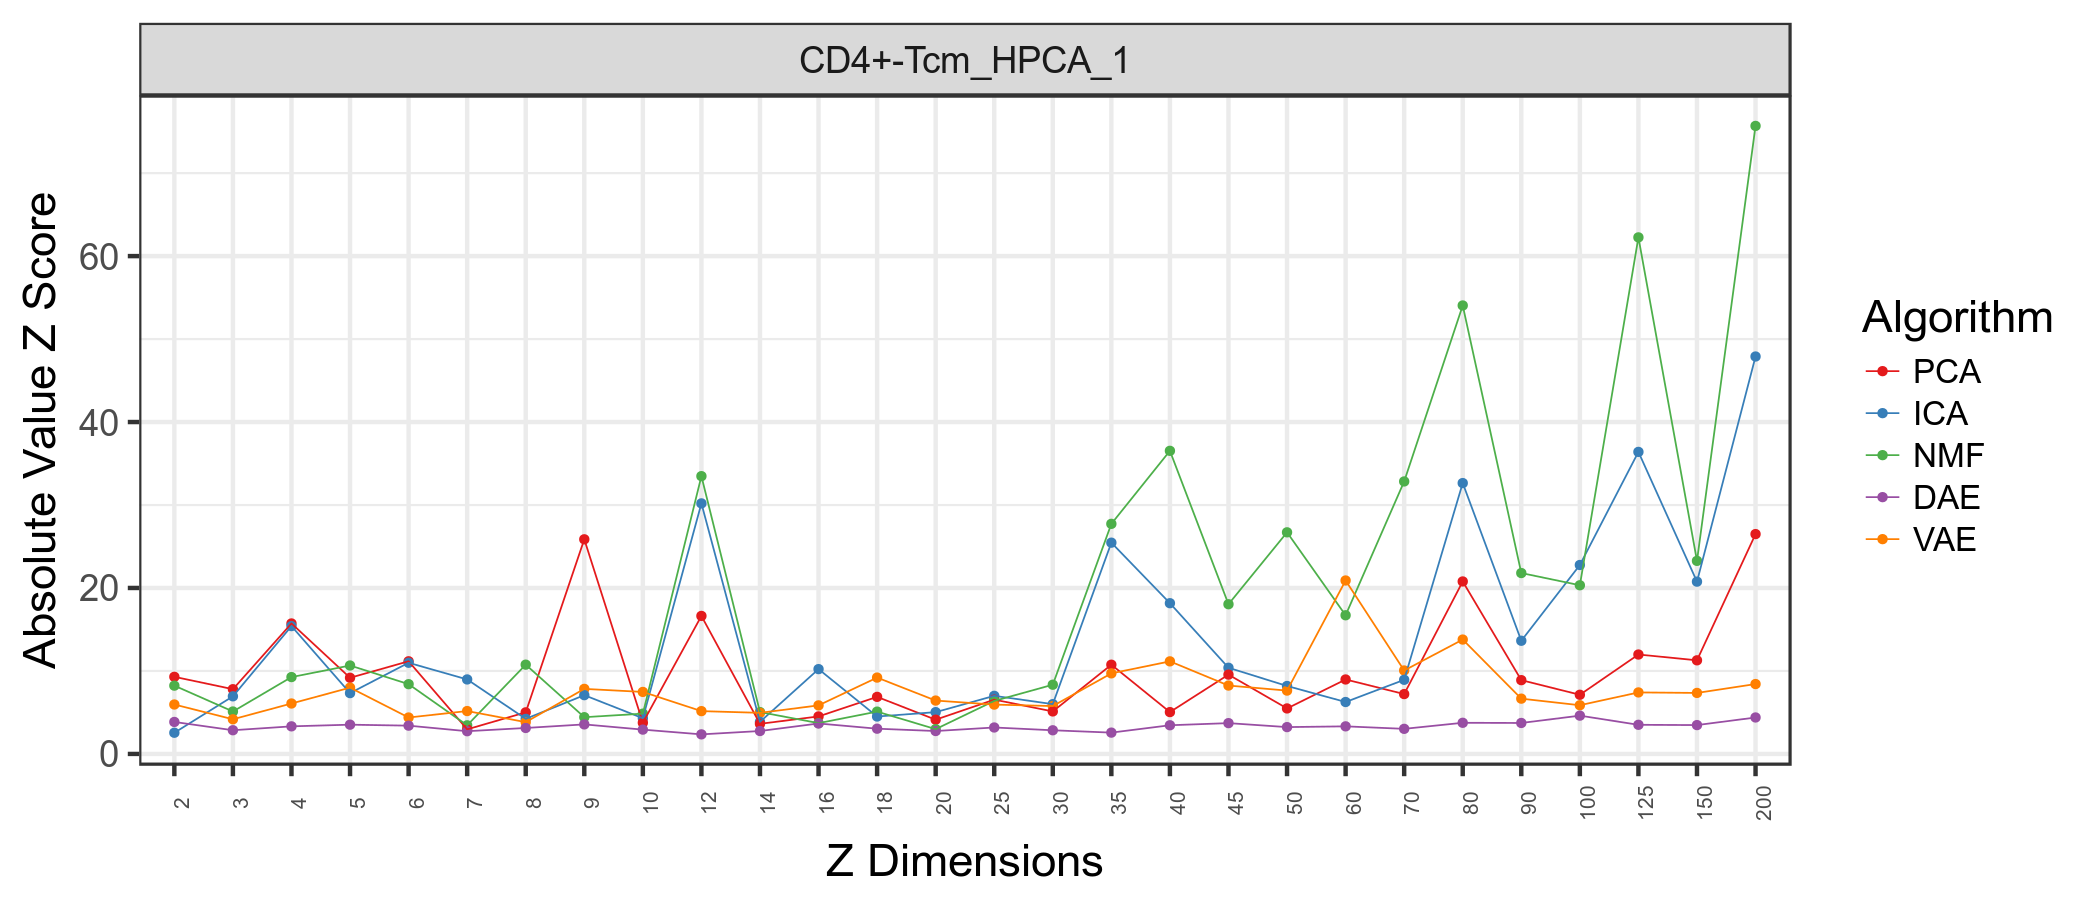 CD4+-Tcm_HPCA_1
Absolute Value Z Score
60
40
20
0
2 3 4 5 6 7 8 9 10 12 14 16 18 20 25 30 35 40 45 50 60 70 80 90 100 125 150 200
Z Dimensions
Algorithm
PCA
ICA
NMF
DAE
VAE